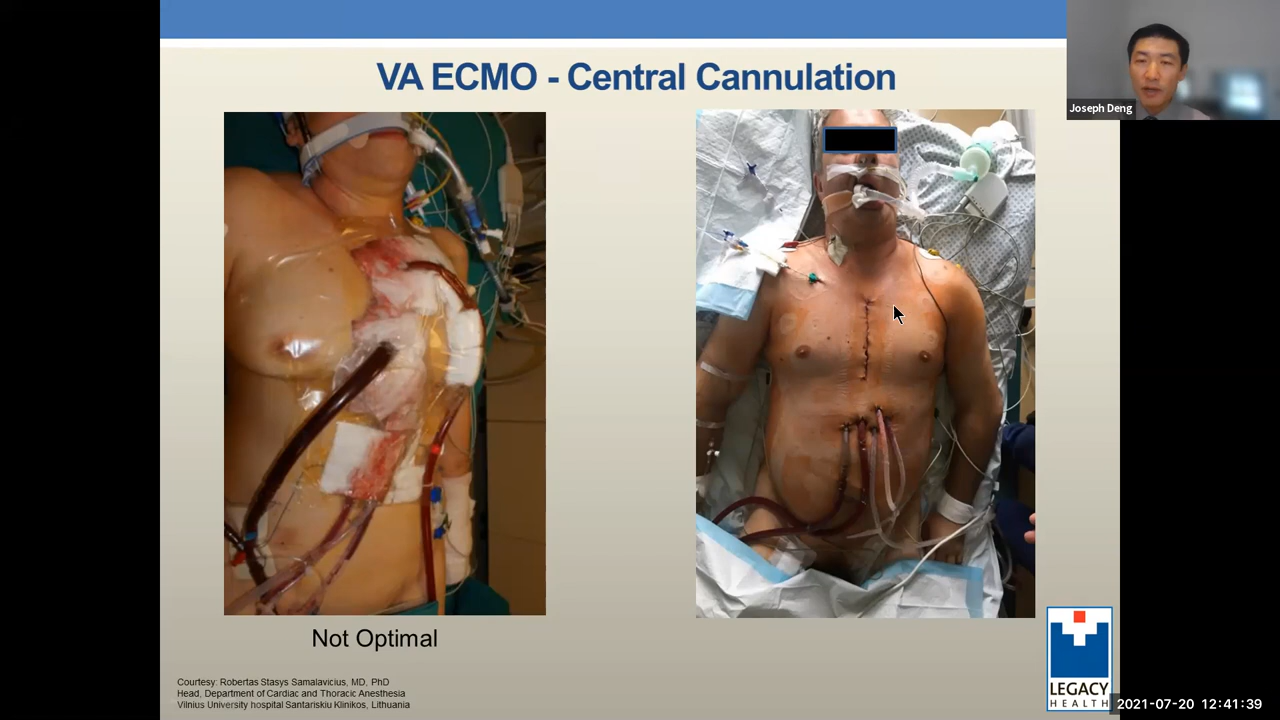 VA ECMO - Central Cannulation
Joseph Deng
Not Optimal
Courtesy: Robertas Stasys Samalavicius, MD. PhD
Head, Department of Cardiac and Thoracic Anesthesia
Vilnius University hospital Santariskiu Klinikos, Lithuania
LEGACY
HEALTH
2021-07-20 12:41:39